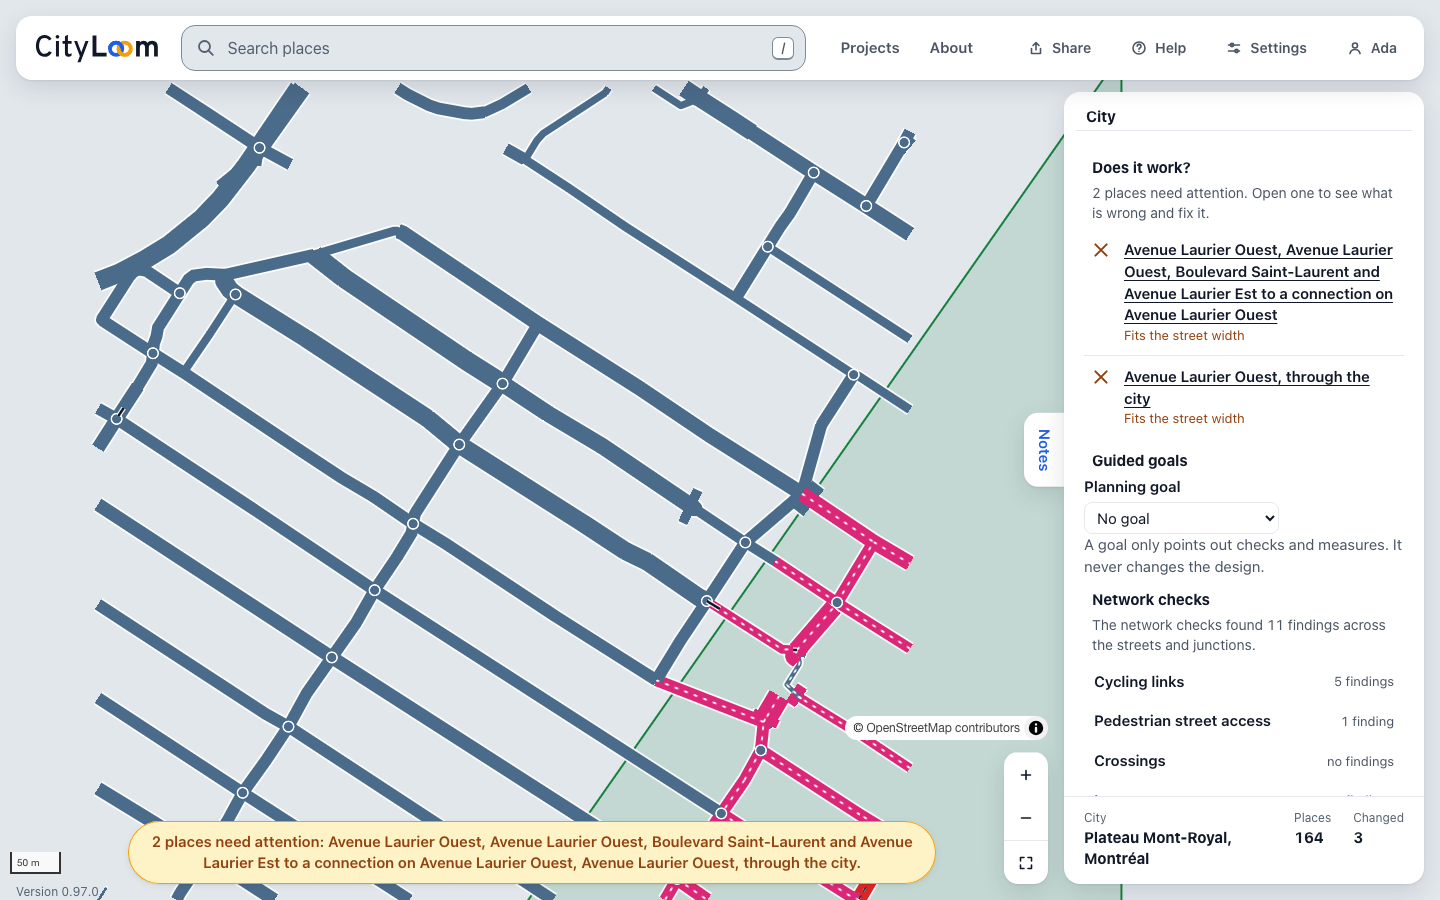 CityLoom
Search places
/
Projects
About
Share
Help
Settings
Ada
City
Does it work?
2 places need attention. Open one to see what
is wrong and fix it.
Avenue Laurier Ouest, Avenue Laurier
Ouest, Boulevard Saint-Laurent and
Avenue Laurier Est to a connection on
Avenue Laurier Ouest
Fits the street width
Avenue Laurier Ouest, through the
city
Fits the street width
Notes
Guided goals
Planning goal
No goal
A goal only points out checks and measures. It
never changes the design.
Network checks
The network checks found 11 findings across
the streets and junctions.
Cycling links
5 findings
Pedestrian street access
1 finding
Crossings
no findings
© OpenStreetMap contributors
City
Plateau Mont-Royal,
Montréal
Places
164
Changed
3
2 places need attention: Avenue Laurier Ouest, Avenue Laurier Ouest, Boulevard Saint-Laurent and Avenue
Laurier Est to a connection on Avenue Laurier Ouest, Avenue Laurier Ouest, through the city.
50 m
Version 0.97.0